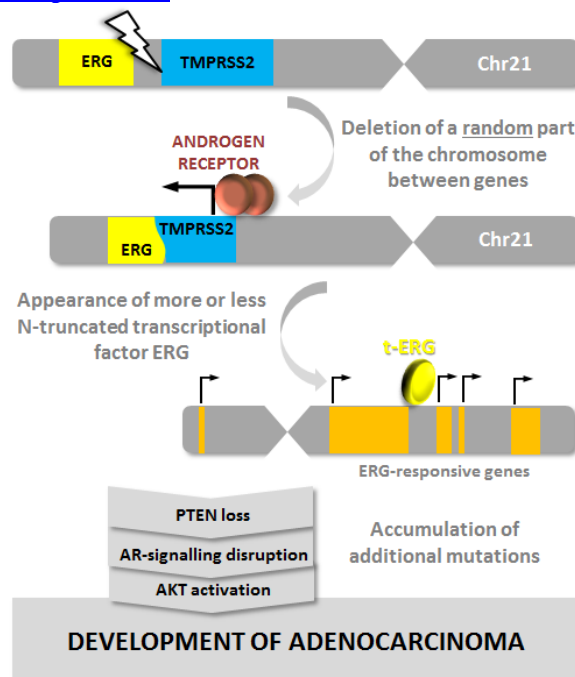 ERG
TMPRSS2
Chr21
Deletion of a random part
of the chromosome
between genes
ANDROGEN
RECEPTOR
TMPRSS2
ERG
Chr21
Appearance of more or less
N-truncated transcriptional
factor ERG
t-ERG
ERG-responsive genes
PTEN loss
AR-signalling disruption
AKT activation
Accumulation of
additional mutations
DEVELOPMENT OF ADENOCARCINOMA